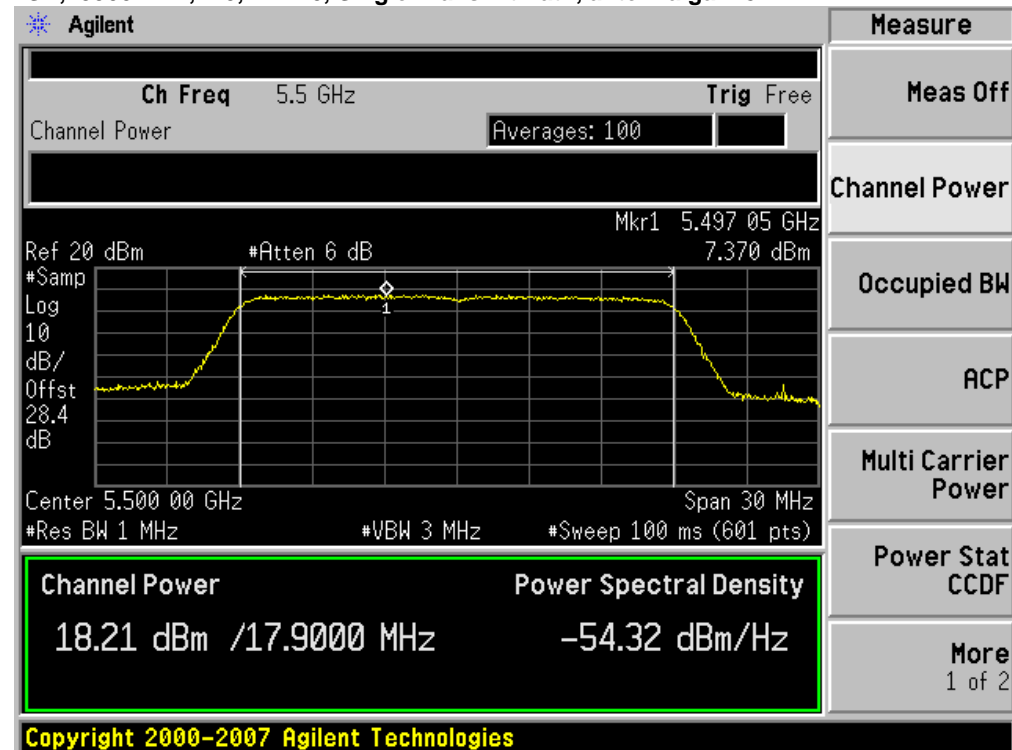 Agilent
Measure
Ch Freq 5.5 GHz
Trig Free
Meas Off
Channel Power
Averages: 100
Channel Power
Mkr1 5.497 05 GHz
Ref 20 dBm
#Atten 6 dB
7.370 dBm
#Samp
Log
10
dB/
Offst
28.4
dB
1
Occupied BW
ACP
Multi Carrier
Power
Center 5.500 00 GHz
Span 30 MHz
#Res BW 1 MHz
#VBW 3 MHz
#Sweep 100 ms (601 pts)
Channel Power
Power Spectral Density
18.21 dBm /17.9000 MHz
-54.32 dBm/Hz
Power Stat
CCDF
More
1 of 2
Copyright 2000-2007 Agilent Technologies